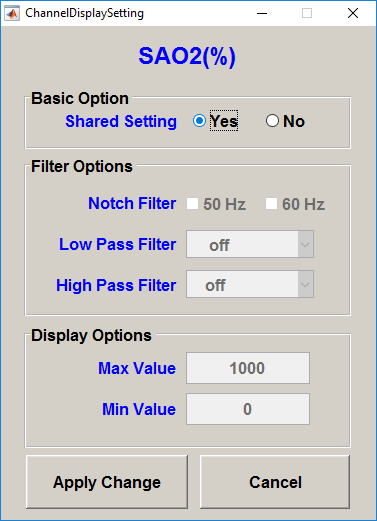 ChannelDisplaySetting
SAO2(%)
Basic Option
Shared Setting Yes No
Filter Options
Notch Filter 50 Hz 60 Hz
Low Pass Filter off
High Pass Filter off
Display Options
Max Value 1000
Min Value 0
Apply Change Cancel